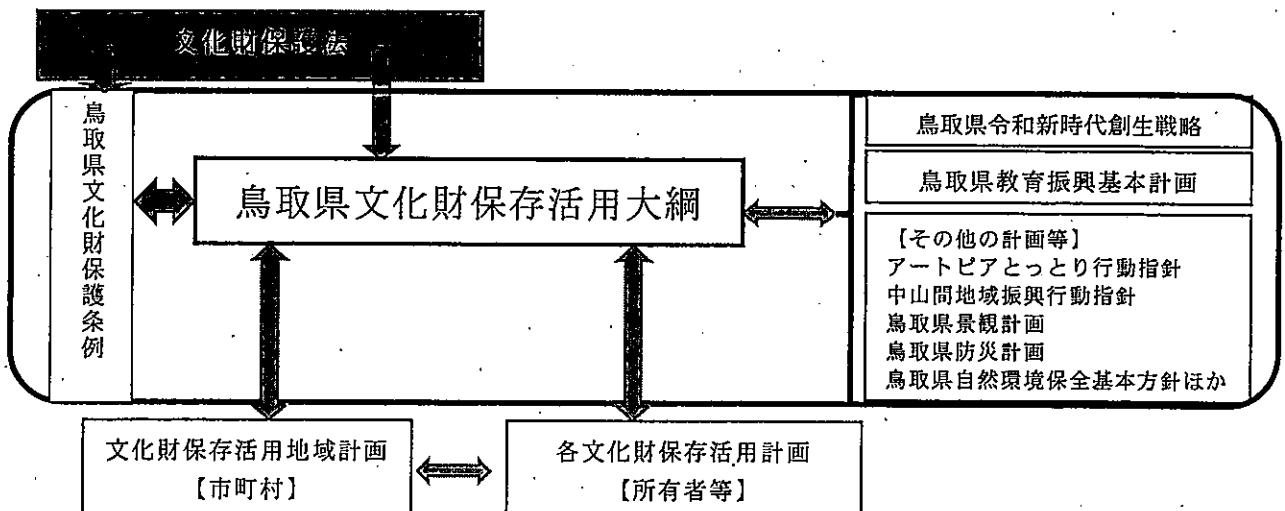 文化財保護法
鳥取県文化財保護条例
鳥取県文化財保存活用大綱
鳥取県令和新時代創生戦略
鳥取県教育振興基本計画
【その他の計画等】
アートピアとっとり行動指針
中山間地域振興行動指針
鳥取県景観計画
鳥取県防災計画
鳥取県自然環境保全基本方針ほか
文化財保存活用地域計画
【市町村】
各文化財保存活用計画
【所有者等】